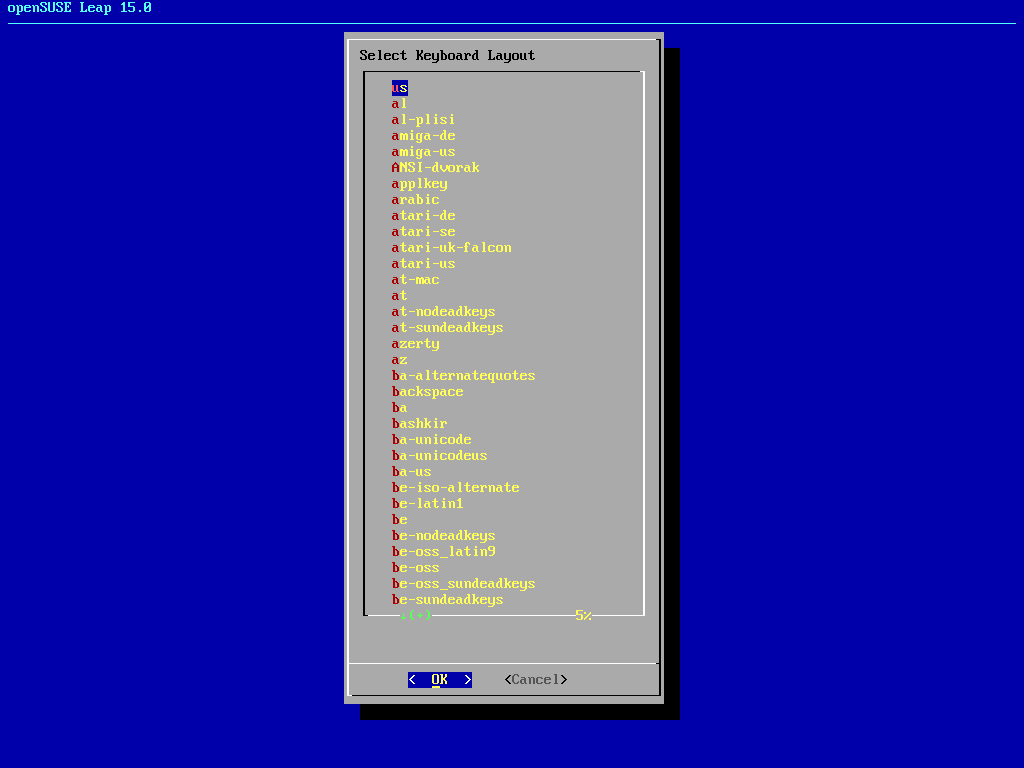 openSUSE Leap 15.0
Select Keyboard Layout
us
al
al-plisi
amiga-de
amiga-us
ANSI-dvorak
applkey
arabic
atari-de
atari-se
atari-uk-falcon
atari-us
at-mac
at
at-nodeadkeys
at-sundeadkeys
azerty
az
ba-alternatequotes
backspace
ba
bashkir
ba-unicode
ba-unicodeus
ba-us
be-iso-alternate
be-latin1
be
be-nodeadkeys
be-oss_latin9
be-oss
be-oss_sundeadkeys
be-sundeadkeys
.(+) 5%
< OK > <Cancel>